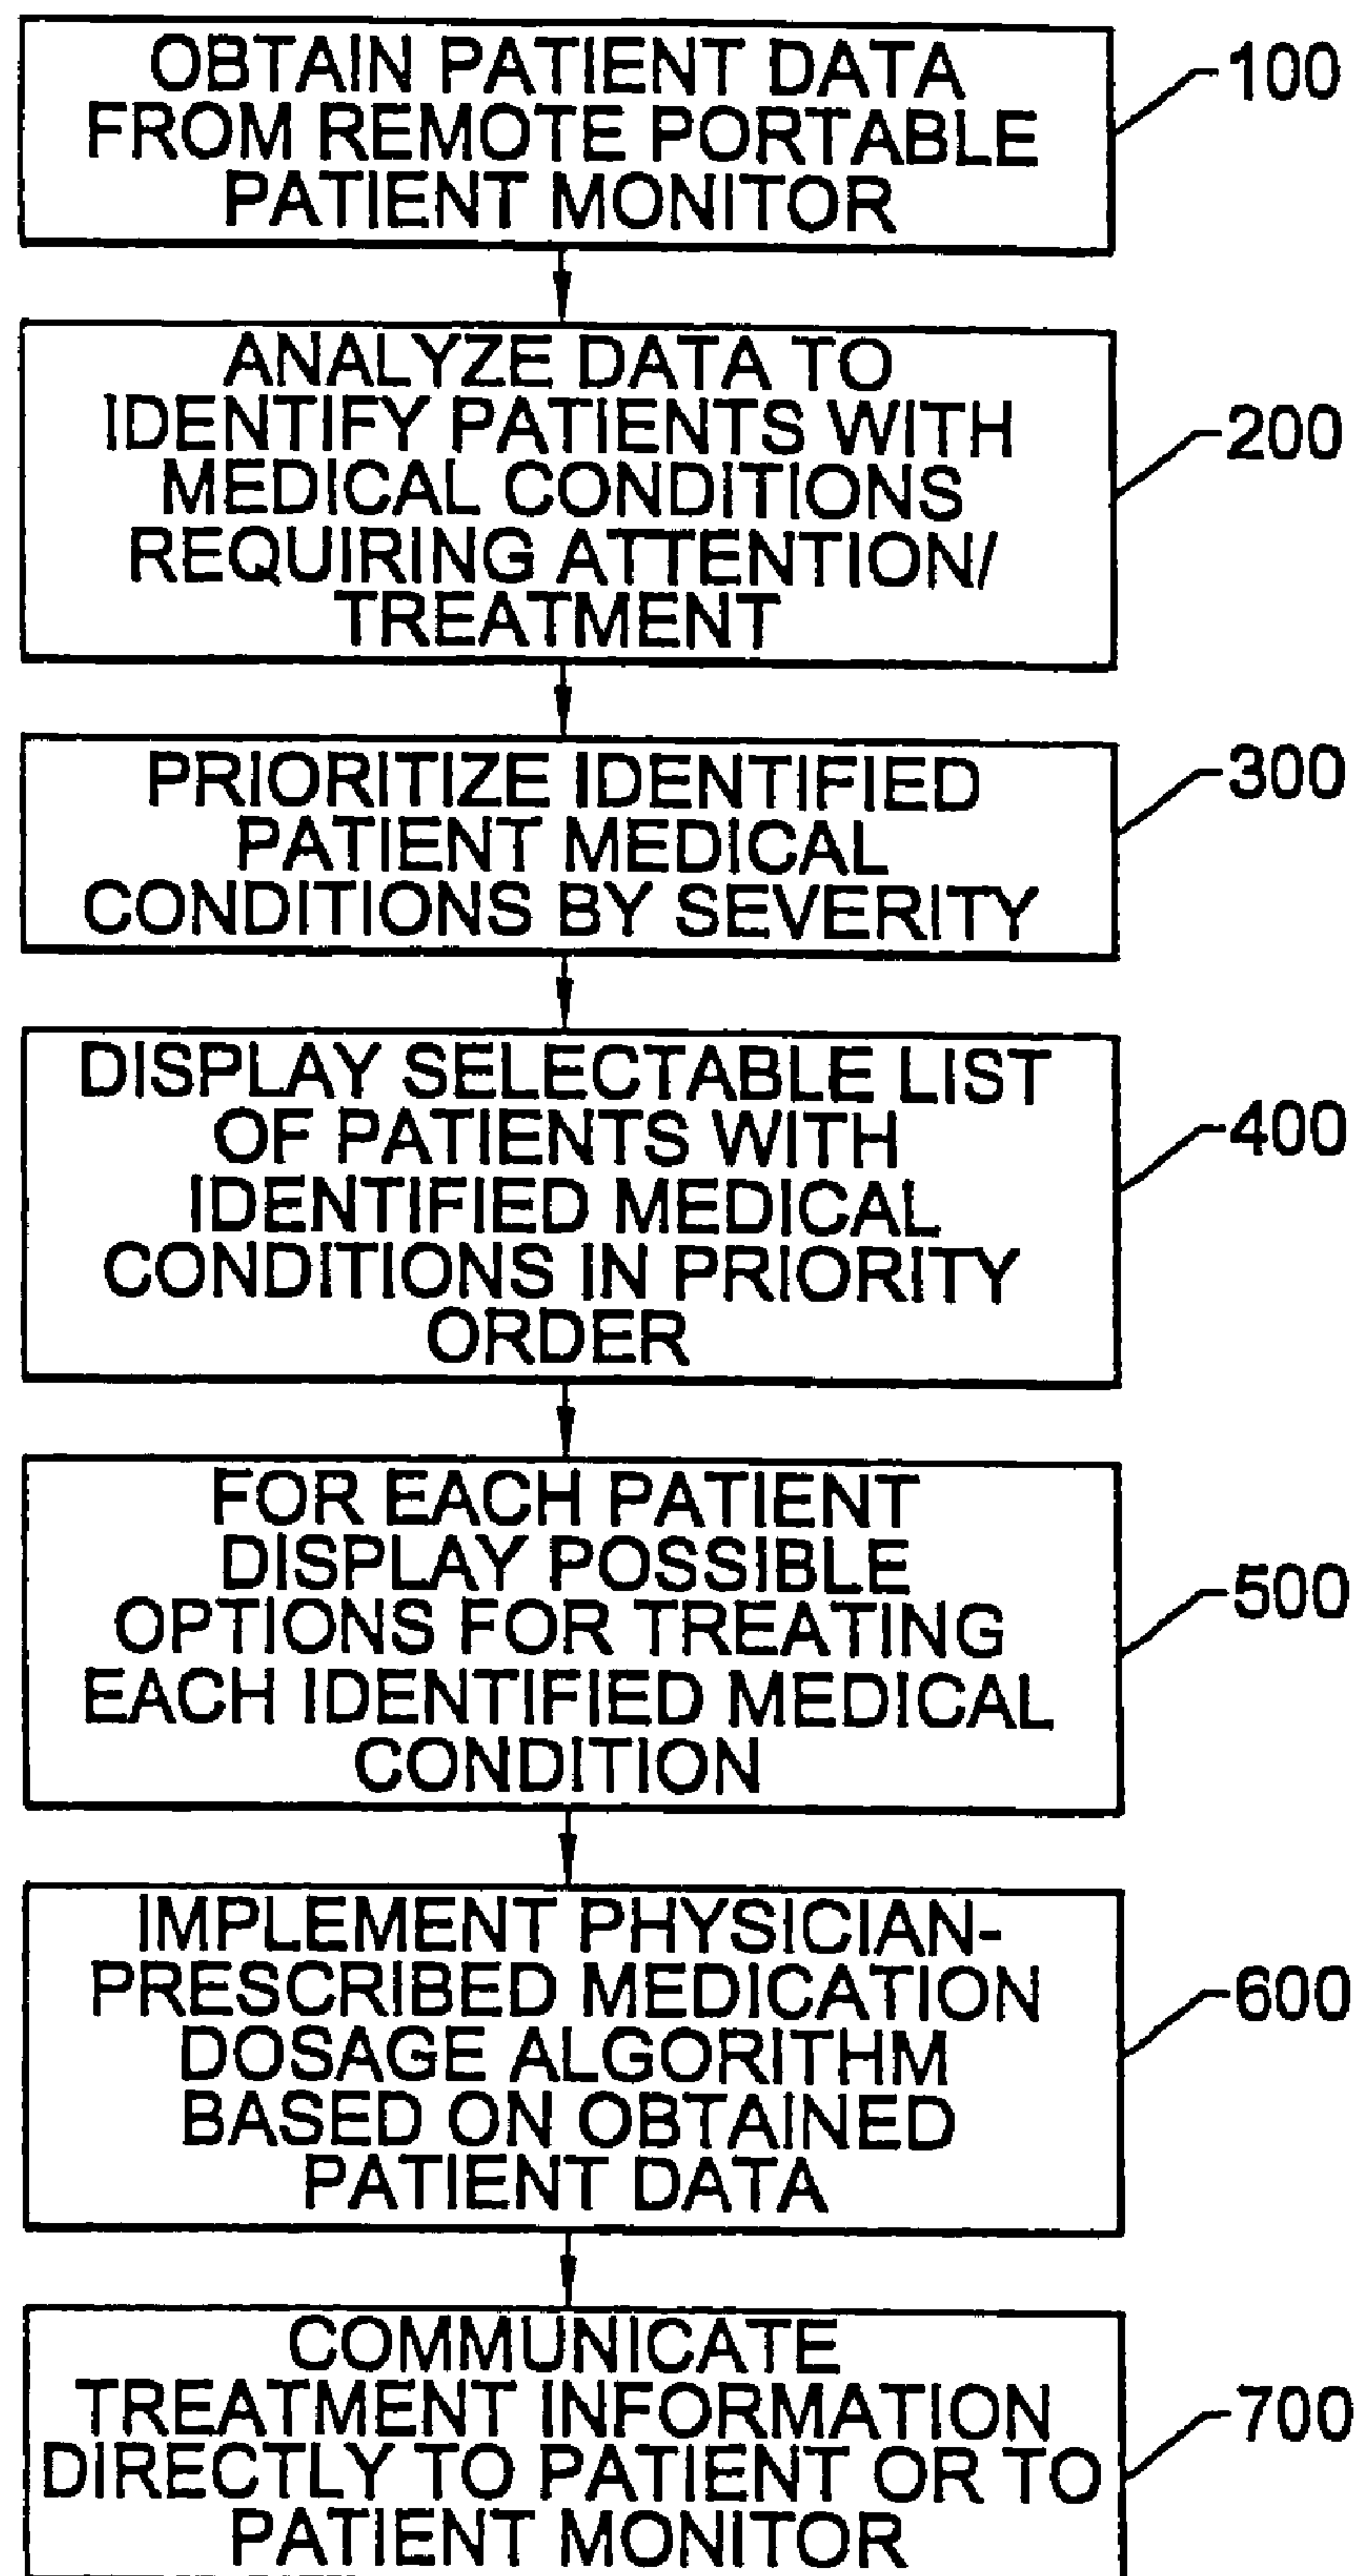 OBTAIN PATIENT DATA
FROM REMOTE PORTABLE
PATIENT MONITOR
100
ANALYZE DATA TO
IDENTIFY PATIENTS WITH
MEDICAL CONDITIONS
REQUIRING ATTENTION/
TREATMENT
200
PRIORITIZE IDENTIFIED
PATIENT MEDICAL
CONDITIONS BY SEVERITY
300
DISPLAY SELECTABLE LIST
OF PATIENTS WITH
IDENTIFIED MEDICAL
CONDITIONS IN PRIORITY
ORDER
400
FOR EACH PATIENT
DISPLAY POSSIBLE
OPTIONS FOR TREATING
EACH IDENTIFIED MEDICAL
CONDITION
500
IMPLEMENT PHYSICIAN-
PRESCRIBED MEDICATION
DOSAGE ALGORITHM
BASED ON OBTAINED
PATIENT DATA
600
COMMUNICATE
TREATMENT INFORMATION
DIRECTLY TO PATIENT OR TO
PATIENT MONITOR
700